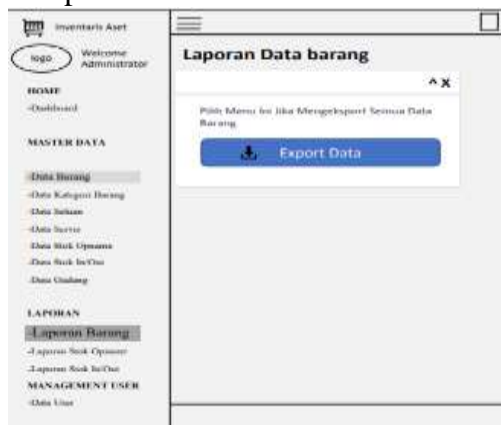 Inventaris Aset
logo
Welcome
Administrator
HOME
-Dashboard
MASTER DATA
-Data Barang
-Data Kategori Barang
-Data Satuan
-Data
-Data Stok Opname
-Data Stok In/Out
-Data Gudang
LAPORAN
-Laporan Barang
-Laporan Stok Opname
-Laporan Stok In/Out
MANAGEMENT USER
-Data User
Laporan Data barang
^ X
Pilih Menu Ini Jika Mengeksport Semua Data
Barang
Export Data